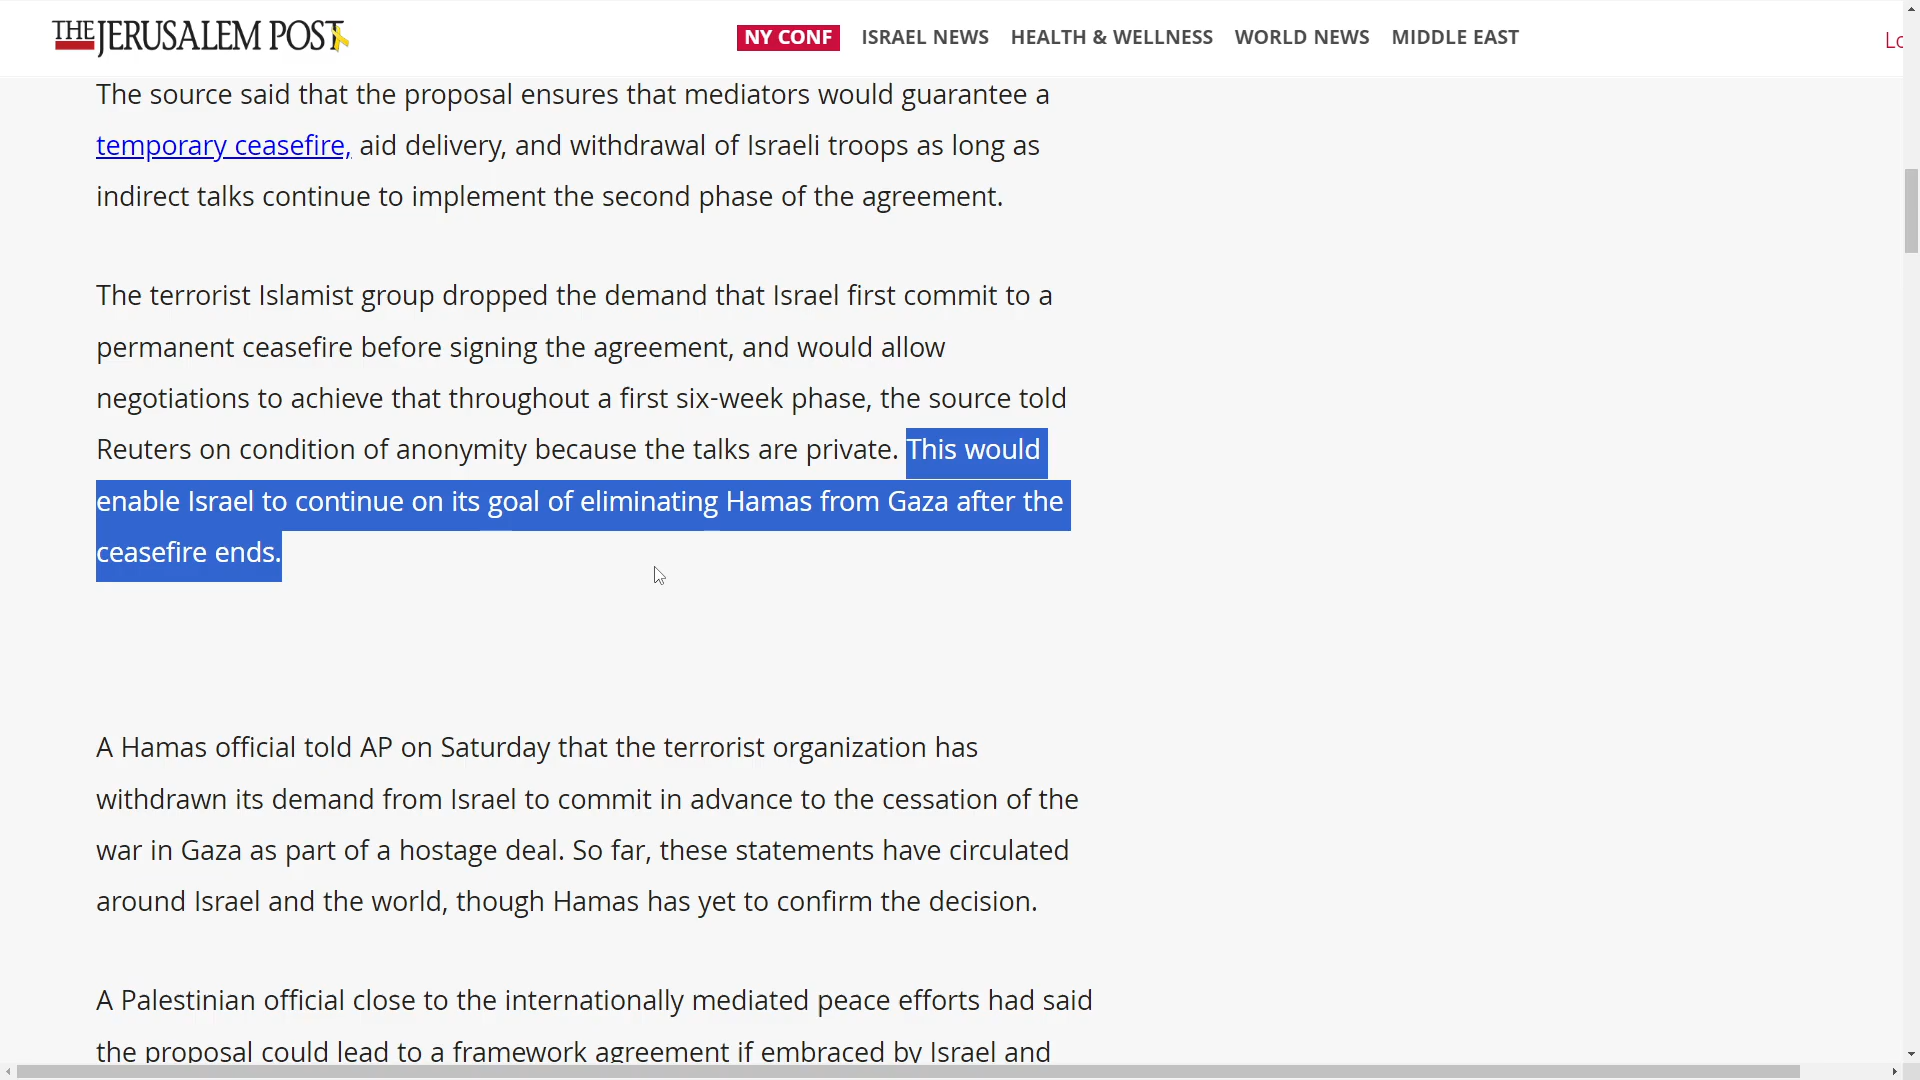 THE JERUSALEM POST
NY CONF ISRAEL NEWS HEALTH & WELLNESS WORLD NEWS MIDDLE EAST
The source said that the proposal ensures that mediators would guarantee a
temporary ceasefire, aid delivery, and withdrawal of Israeli troops as long as
indirect talks continue to implement the second phase of the agreement.
The terrorist Islamist group dropped the demand that Israel first commit to a
permanent ceasefire before signing the agreement, and would allow
negotiations to achieve that throughout a first six-week phase, the source told
Reuters on condition of anonymity because the talks are private. This would
enable Israel to continue on its goal of eliminating Hamas from Gaza after the
ceasefire ends.
A Hamas official told AP on Saturday that the terrorist organization has
withdrawn its demand from Israel to commit in advance to the cessation of the
war in Gaza as part of a hostage deal. So far, these statements have circulated
around Israel and the world, though Hamas has yet to confirm the decision.
A Palestinian official close to the internationally mediated peace efforts had said
the proposal could lead to a framework agreement if embraced by Israel and